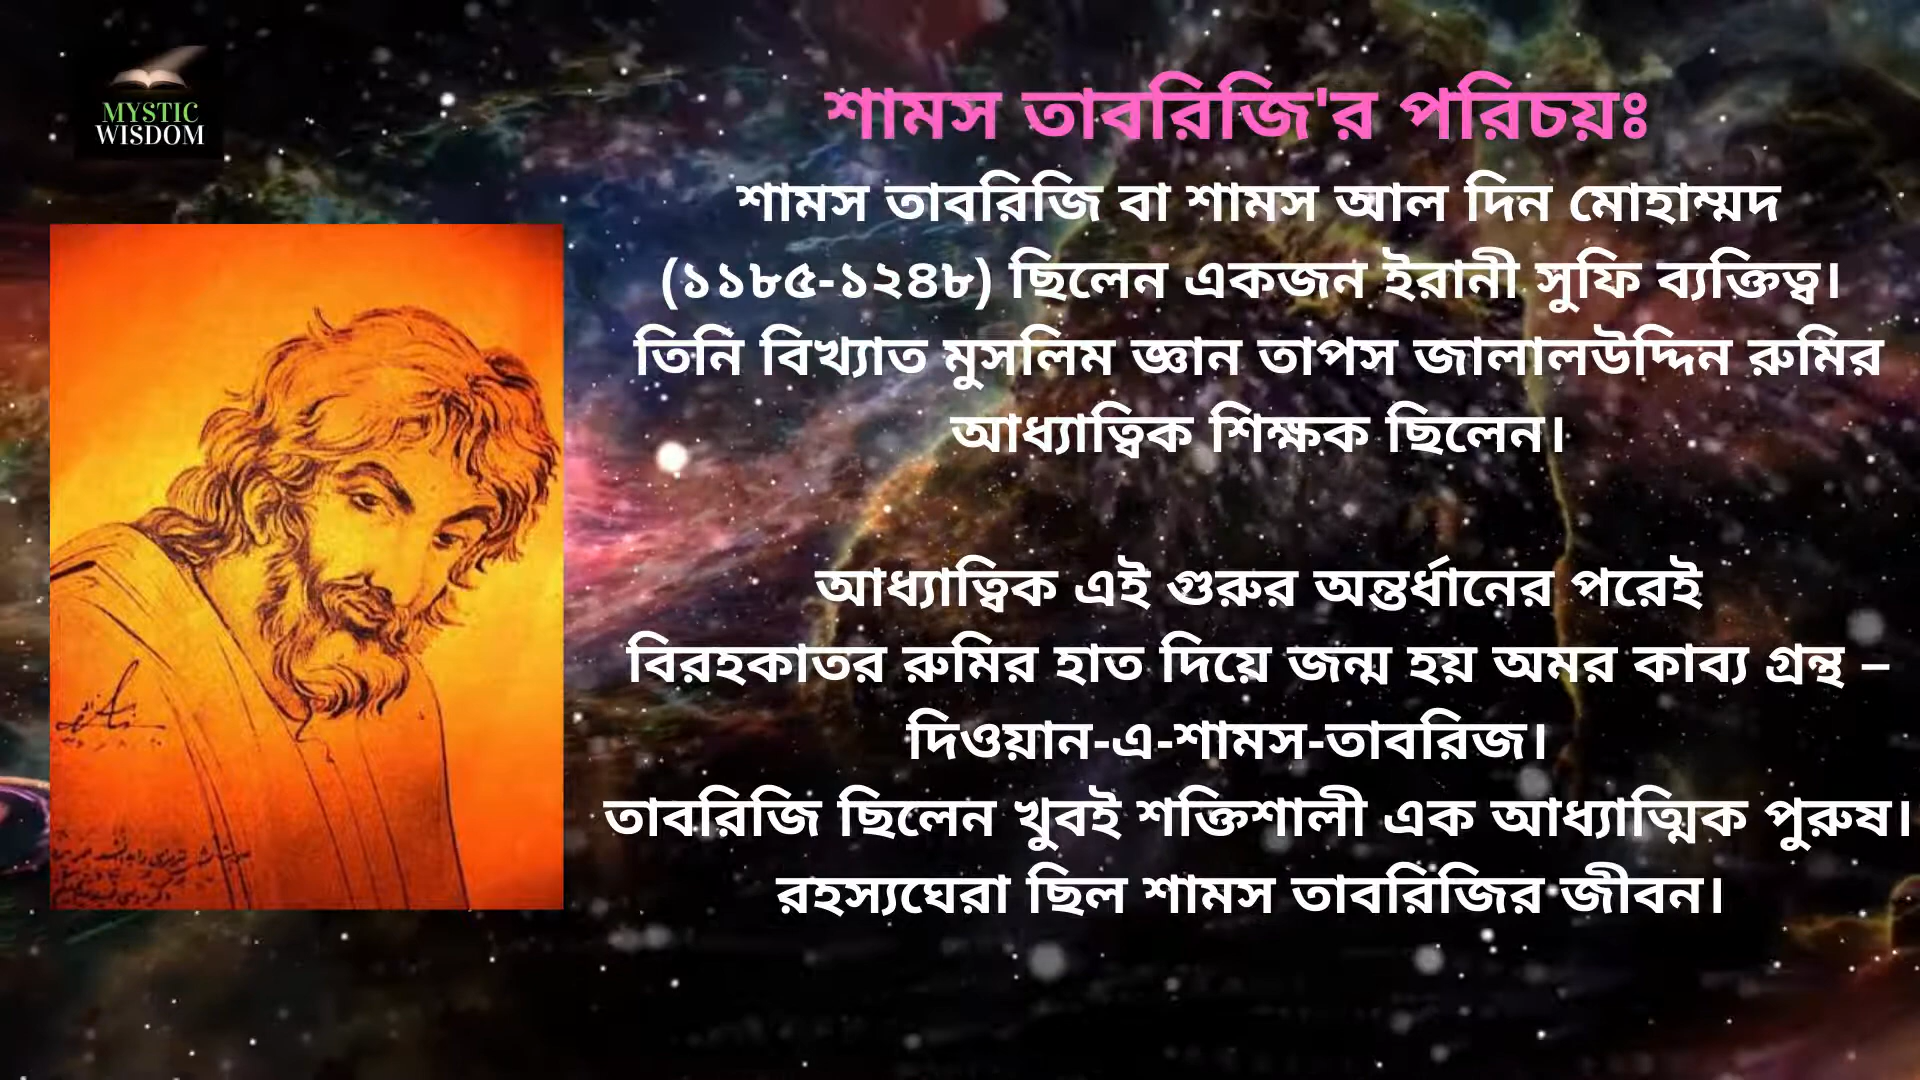 MYSTIC
WISDOM
শামস তাবরিজি'র পরিচয়ঃ
শামস তাবরিজি বা শামস আল দিন মোহাম্মদ
(১১৮৫-১২৪৮) ছিলেন একজন ইরানী সুফি ব্যক্তিত্ব।
তিনি বিখ্যাত মুসলিম জ্ঞান তাপস জালালউদ্দিন রুমির
আধ্যাত্বিক শিক্ষক ছিলেন।
আধ্যাত্বিক এই গুরুর অন্তর্ধানের পরেই
বিরহকাতর রুমির হাত দিয়ে জন্ম হয় অমর কাব্য গ্রন্থ –
দিওয়ান-এ-শামস-তাবরিজ।
তাবরিজি ছিলেন খুবই শক্তিশালী এক আধ্যাত্মিক পুরুষ।
রহস্যঘেরা ছিল শামস তাবরিজির জীবন।